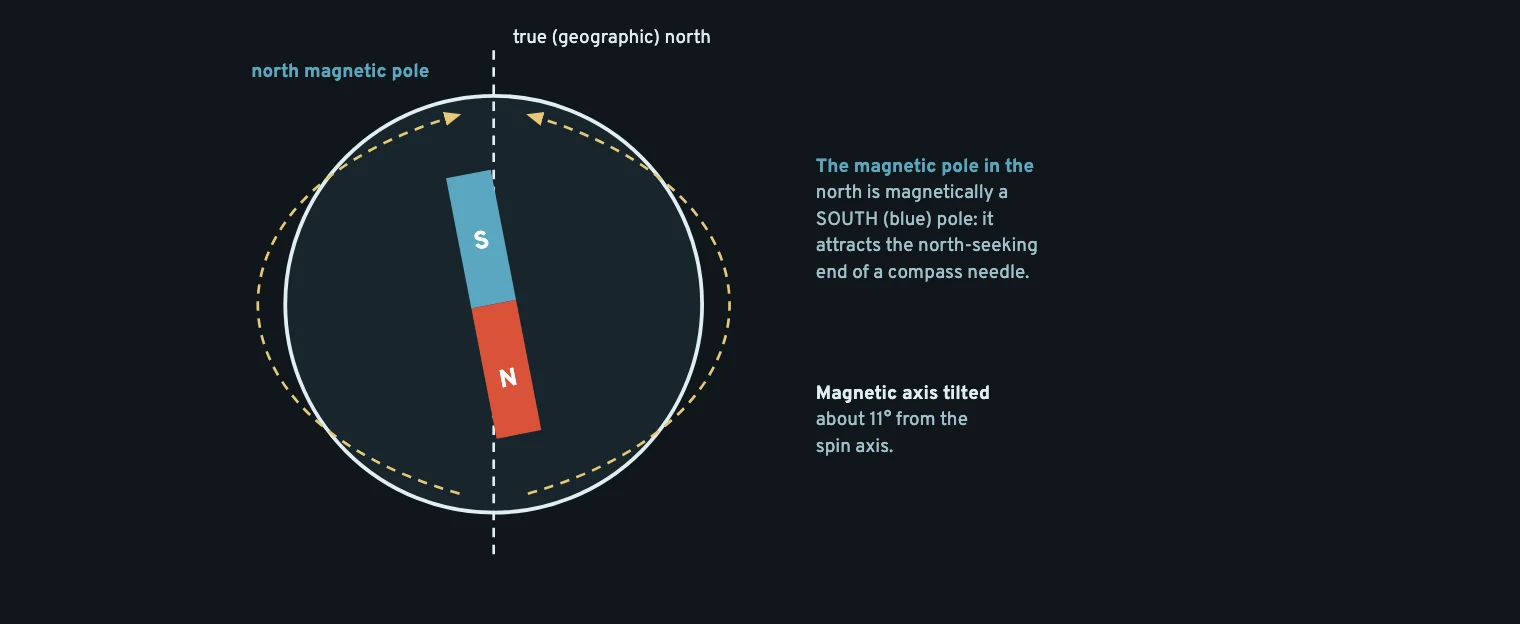 true (geographic) north
north magnetic pole
S
N
The magnetic pole in the
north is magnetically a
SOUTH (blue) pole: it
attracts the north-seeking
end of a compass needle.
Magnetic axis tilted
about 11° from the
spin axis.